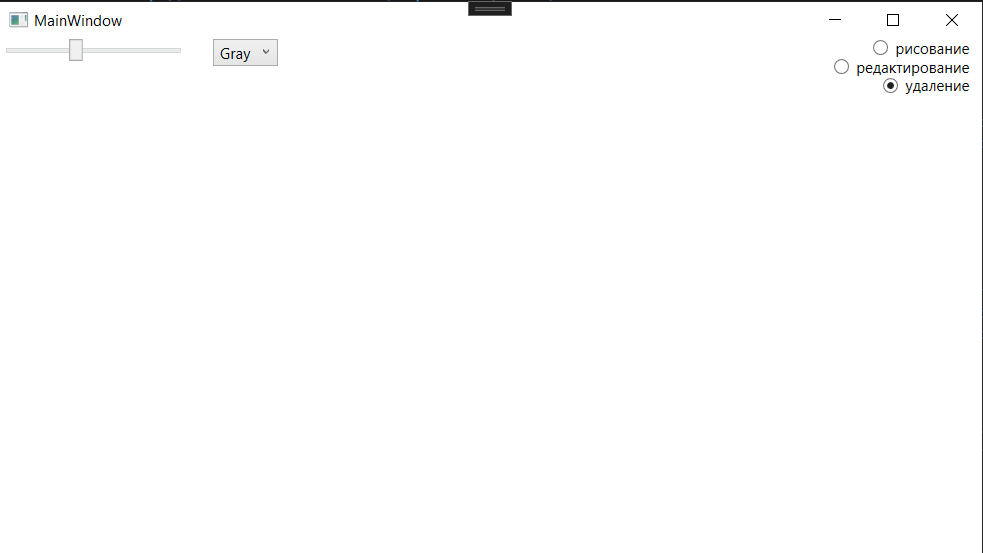 MainWindow
Gray
рисование
редактирование
удаление